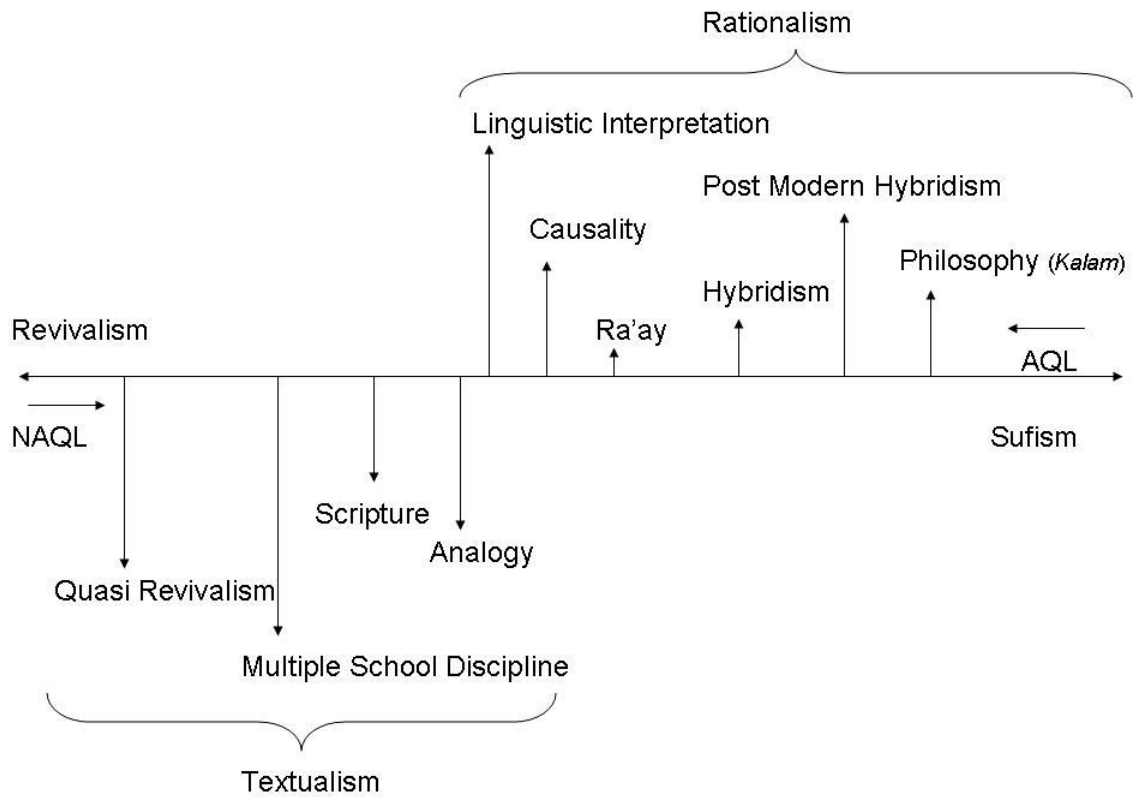 Rationalism
Linguistic Interpretation
Post Modern Hybridism
Causality
Philosophy (Kalam)
Hybridism
Revivalism
Ra'ay
AQL
NAQL
Sufism
Scripture
Analogy
Quasi Revivalism
Multiple School Discipline
Textualism